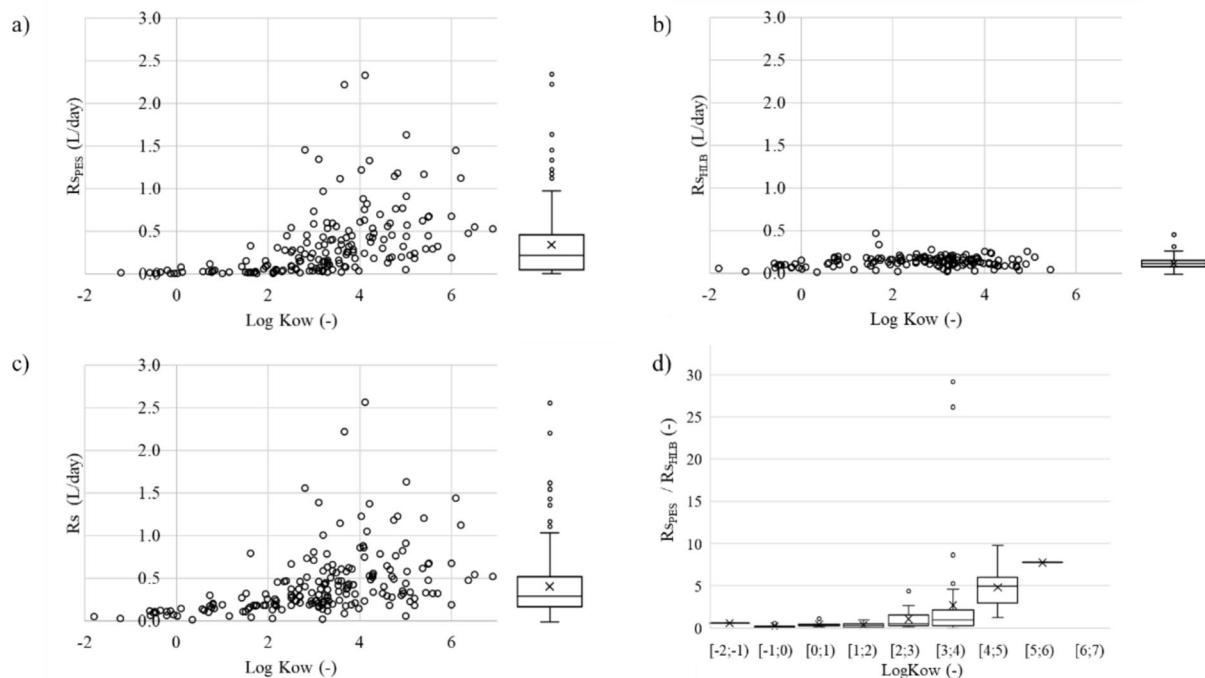 a)
3.0
2.5
2.0
1.5
1.0
0.5
0.0
Rs_PES (L/day)
-2 0 2 4 6
Log Kow (-)
b)
3.0
2.5
2.0
1.5
1.0
0.5
0.0
Rs_HLB (L/day)
-2 0 2 4 6
Log Kow (-)
c)
3.0
2.5
2.0
1.5
1.0
0.5
0.0
Rs (L/day)
-2 0 2 4 6
Log Kow (-)
d)
30
25
20
15
10
5
0
Rs_PES / Rs_HLB (-)
[-2;-1) [-1;0) [0;1) [1;2) [2;3) [3;4) [4;5) [5;6) [6;7)
LogKow (-)